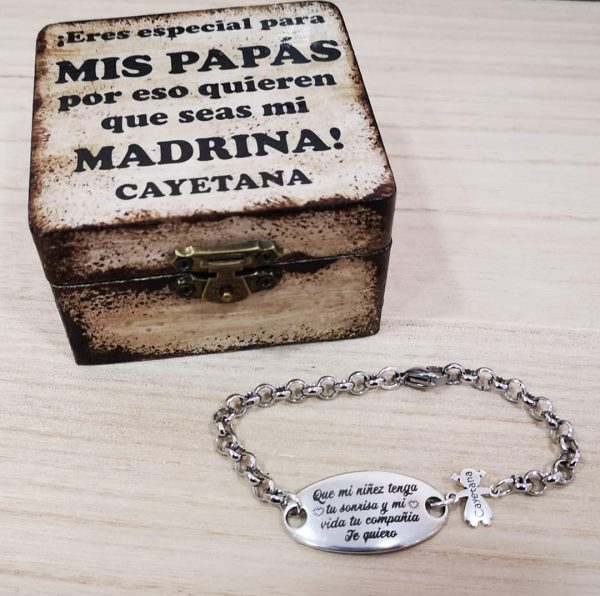 ¡Eres especial para
MIS PAPÁS
por eso quieren
que seas mi
MADRINA!
CAYETANA
Que mi niñez tenga
tu sonrisa y mi
vida tu compañia
Te quiero
Cayetana